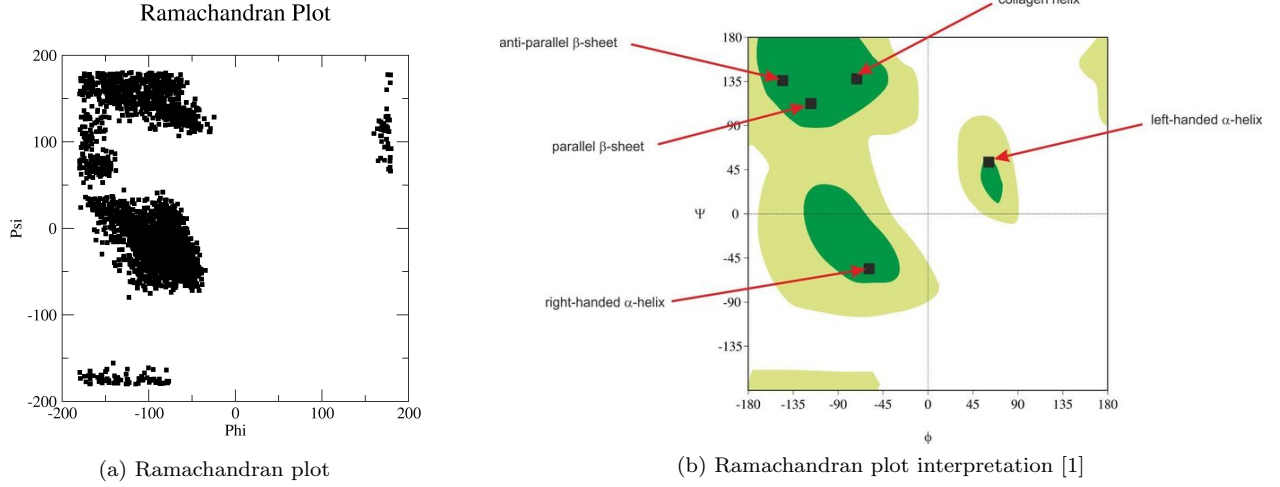 Ramachandran Plot
200
100
0
-100
-200
Psi
-200
-100
0
100
200
Phi
(a) Ramachandran plot
collagen helix
anti-parallel β-sheet
parallel β-sheet
left-handed α-helix
right-handed α-helix
180
135
90
45
0
-45
-90
-135
Ψ
-180
-135
-90
-45
0
45
90
135
180
ϕ
(b) Ramachandran plot interpretation [1]